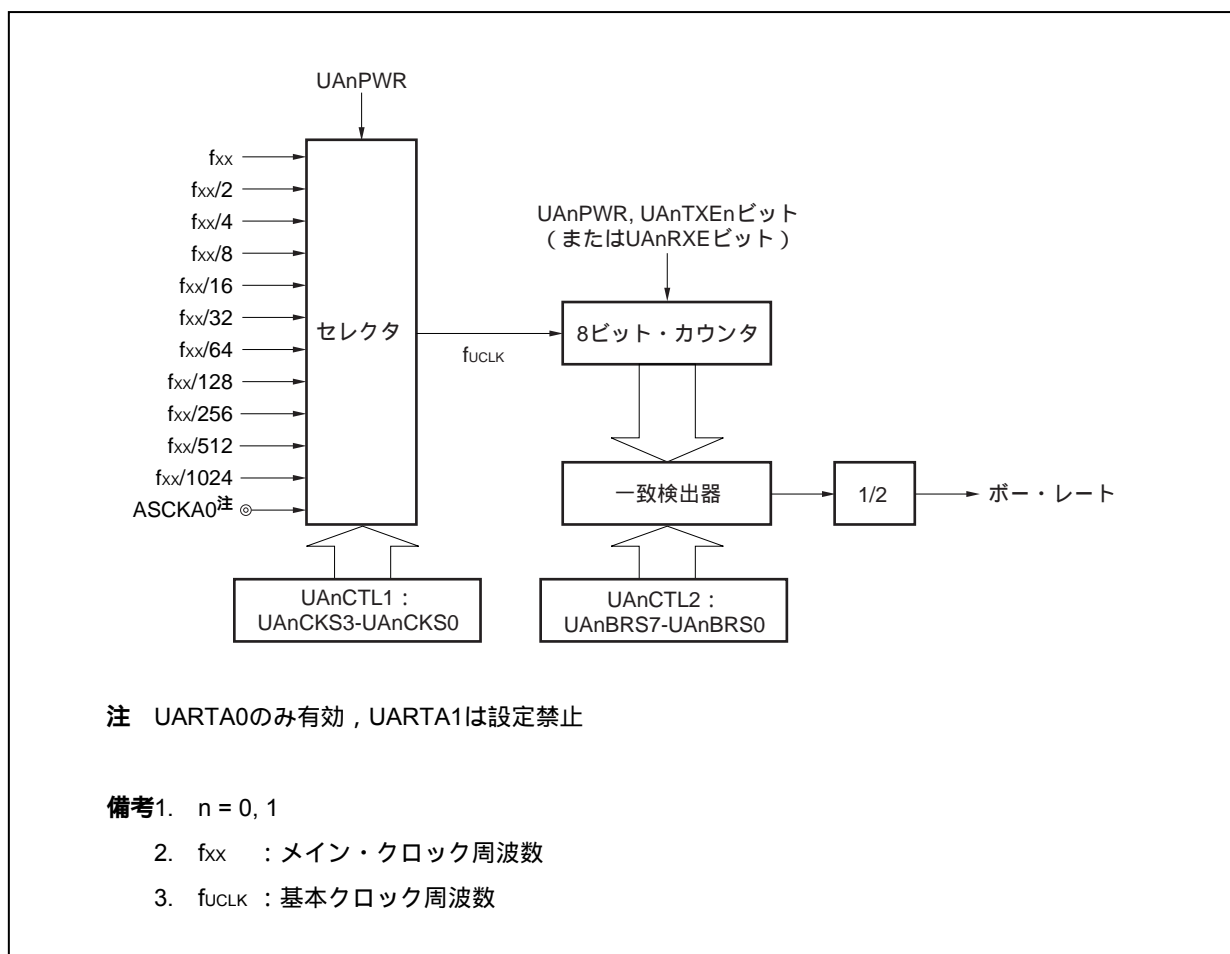 UAnPWR
fXX
fXX/2
fXX/4
fXX/8
fXX/16
fXX/32
fXX/64
fXX/128
fXX/256
fXX/512
fXX/1024
ASCKA0注
セレクタ
fUCLK
UAnPWR, UAnTXEnビット
（またはUAnRXEビット）
8ビット・カウンタ
一致検出器
1/2
ボー・レート
UAnCTL1：
UAnCKS3-UAnCKS0
UAnCTL2：
UAnBRS7-UAnBRS0
注 UARTA0のみ有効，UARTA1は設定禁止
備考1. n = 0, 1
2. fXX ：メイン・クロック周波数
3. fUCLK ：基本クロック周波数